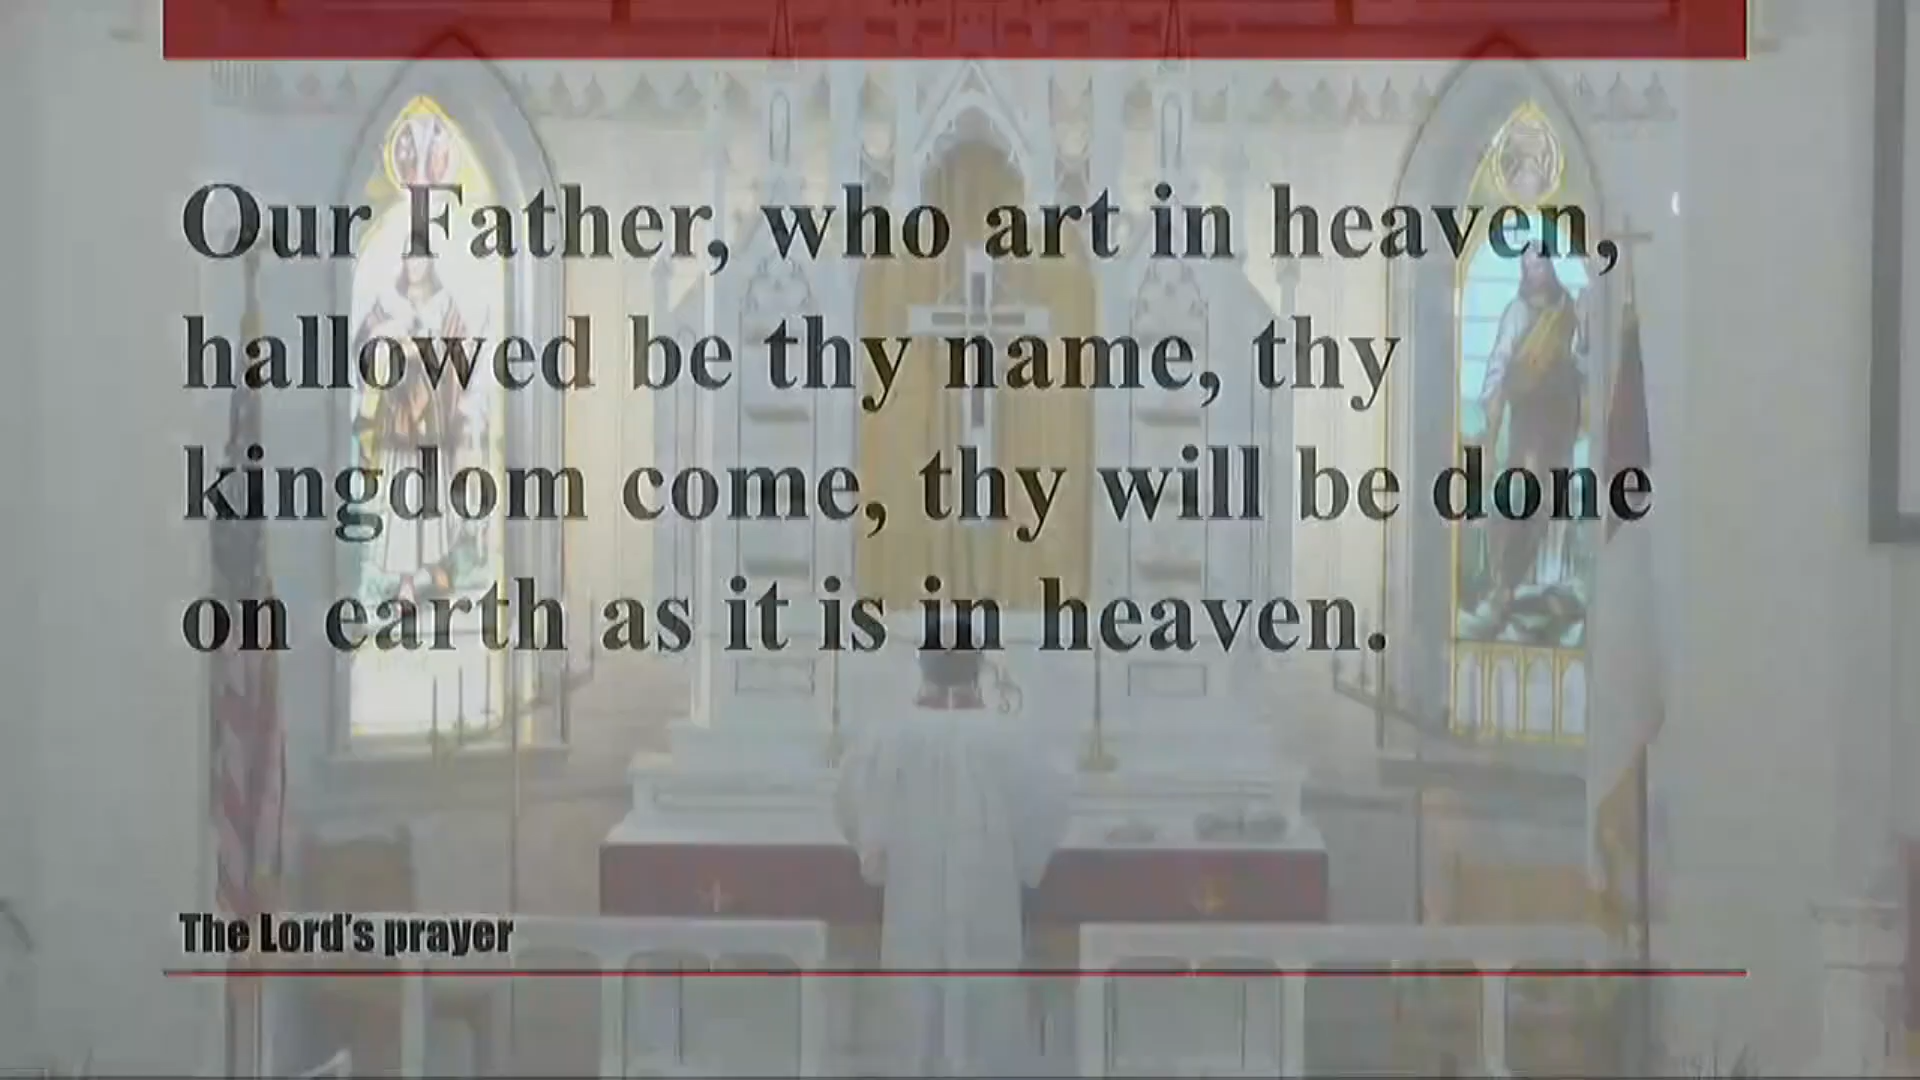 Our Father, who art in heaven,
hallowed be thy name, thy
kingdom come, thy will be done
on earth as it is in heaven.
The Lord's prayer